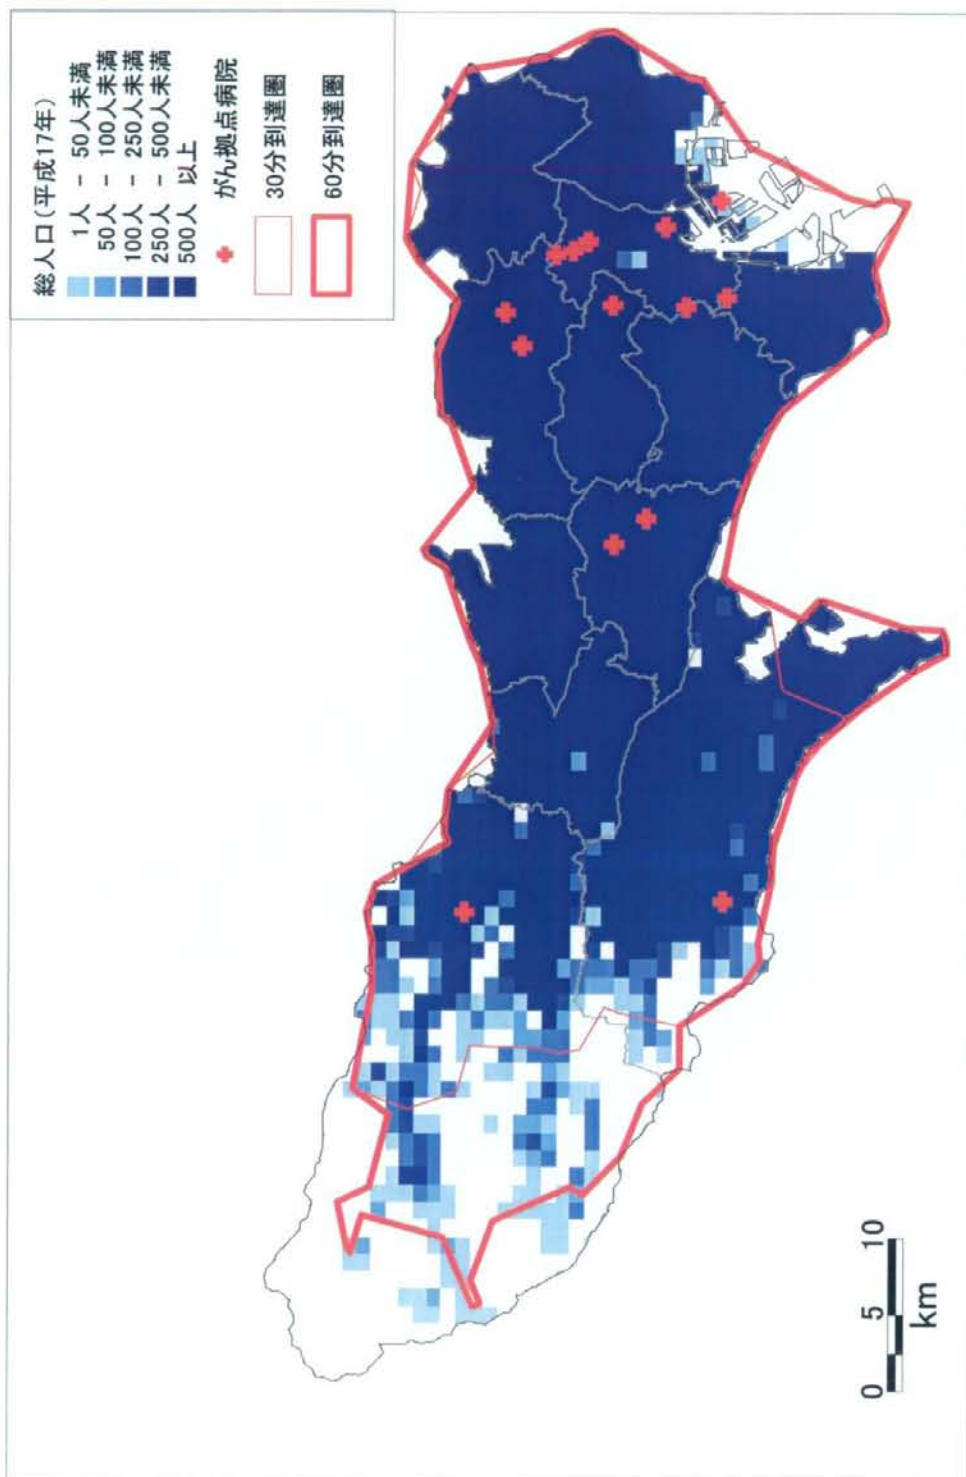 総人口(平成17年)
1人 － 50人未満
50人 － 100人未満
100人 － 250人未満
250人 － 500人未満
500人 以上
がん拠点病院
30分到達圏
60分到達圏
0 5 10
km